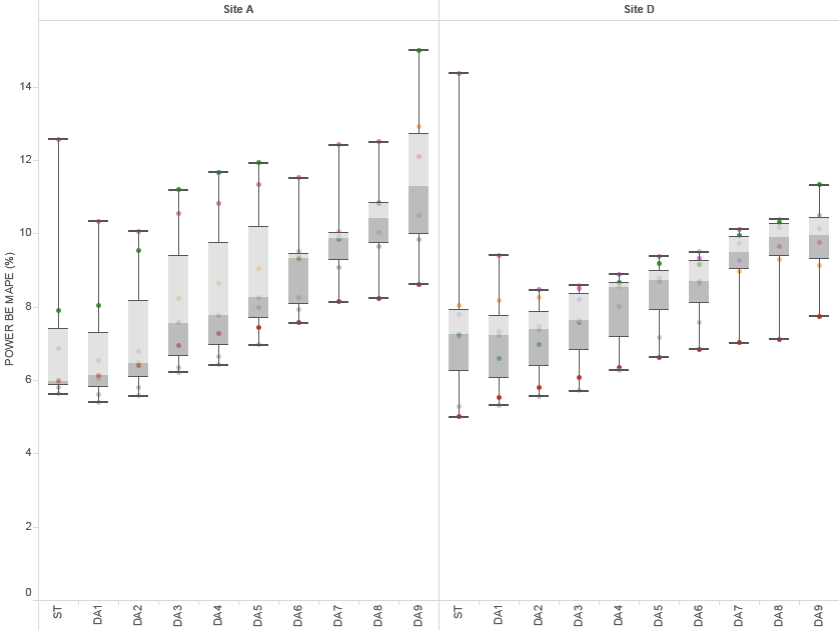 Site A
Site D
POWER BE MAPE (%)
14
12
10
8
6
4
2
0
ST
DA1
DA2
DA3
DA4
DA5
DA6
DA7
DA8
DA9
ST
DA1
DA2
DA3
DA4
DA5
DA6
DA7
DA8
DA9